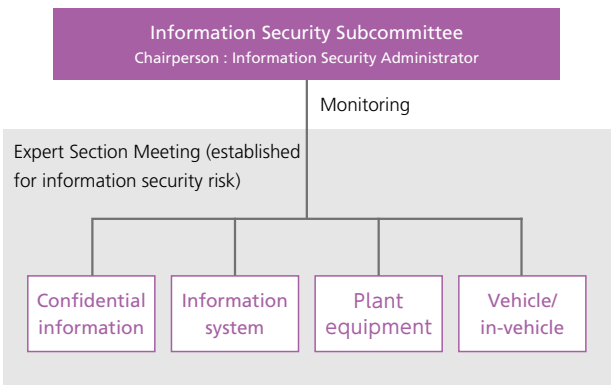 Information Security Subcommittee
Chairperson : Information Security Administrator
Monitoring
Expert Section Meeting (established
for information security risk)
Confidential
information
Information
system
Plant
equipment
Vehicle/
in-vehicle